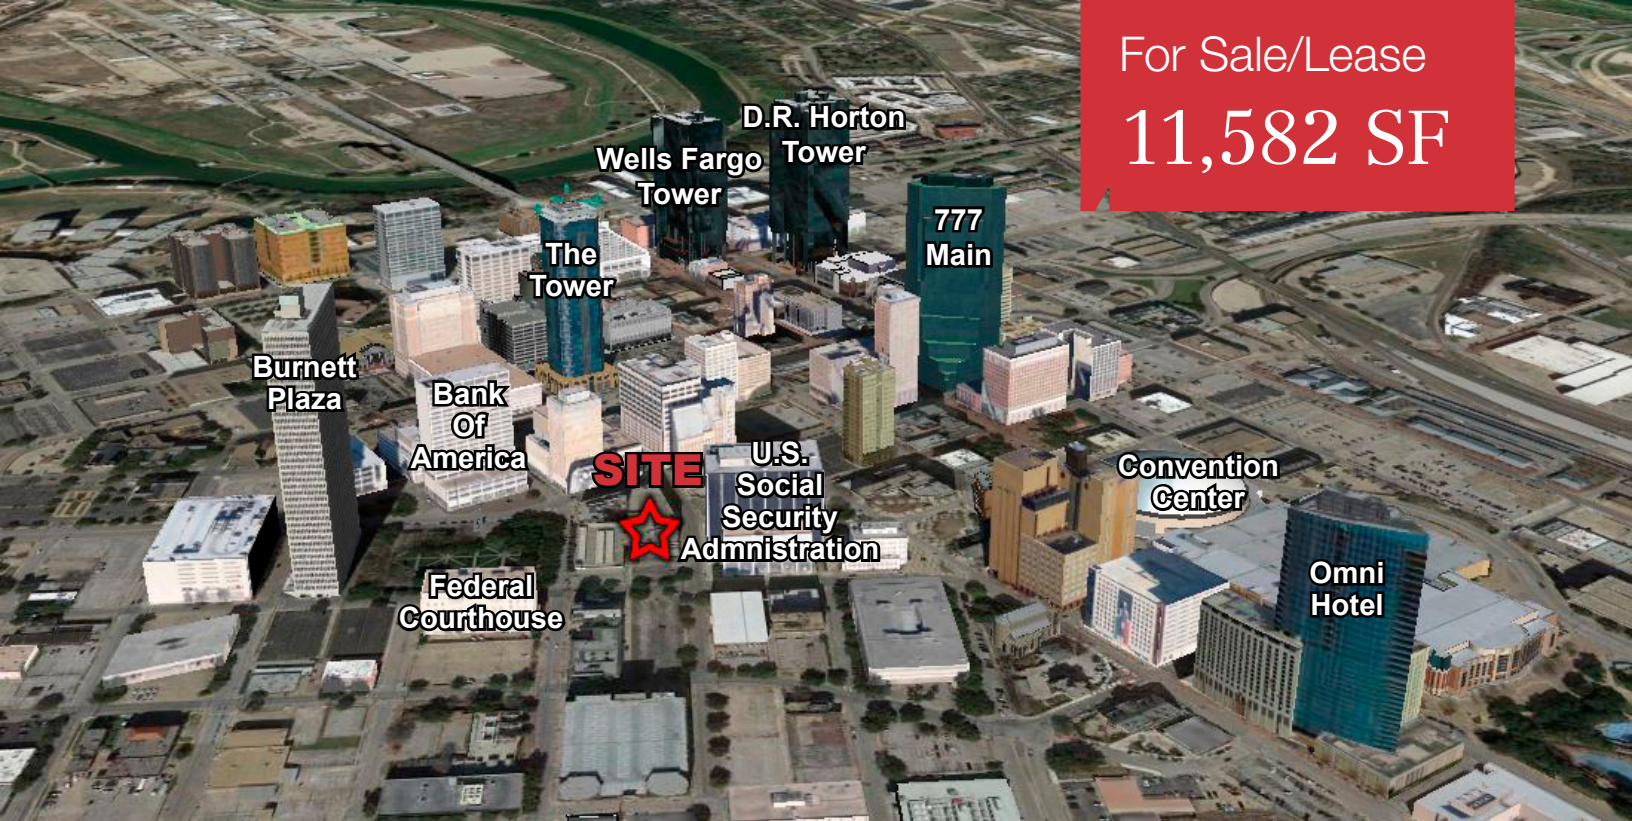 For Sale/Lease
11,582 SF
D.R. Horton
Tower
Wells Fargo
Tower
777
Main
The
Tower
Burnett
Plaza
Bank
Of
America
SITE
U.S.
Social
Security
Admnistration
Convention
Center
Federal
Courthouse
Omni
Hotel